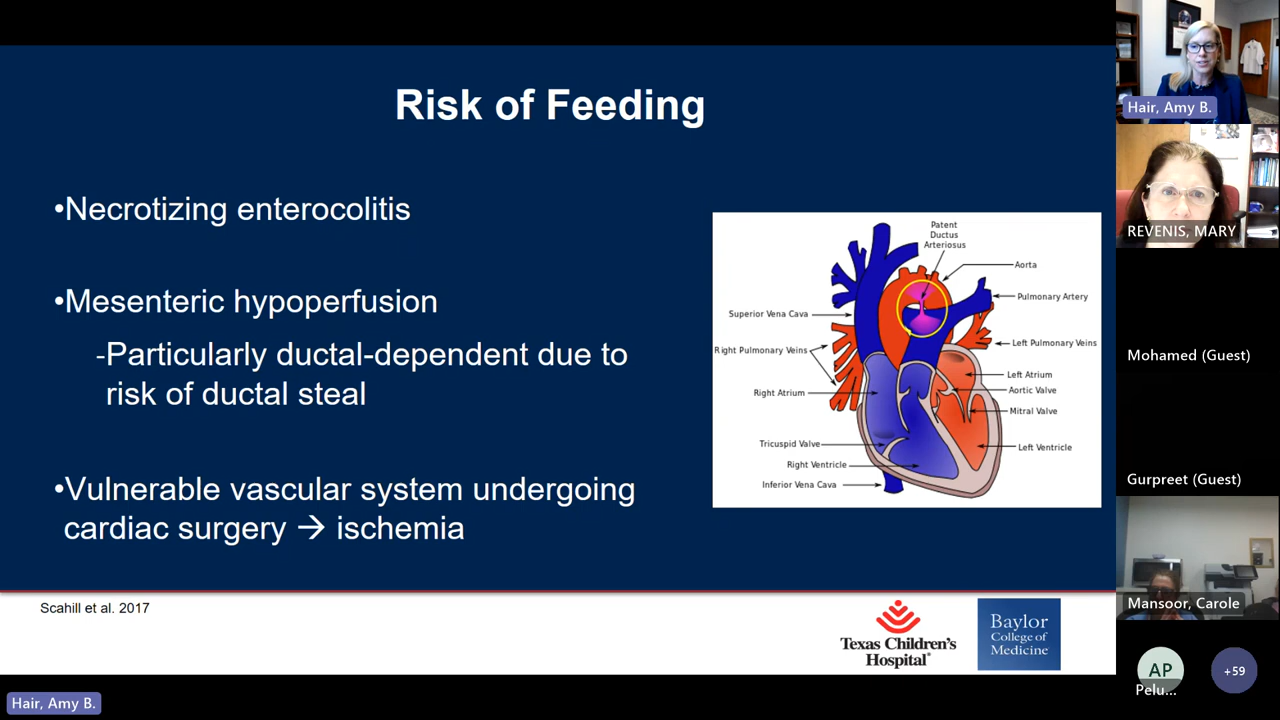 Risk of Feeding
•Necrotizing enterocolitis
•Mesenteric hypoperfusion
-Particularly ductal-dependent due to
risk of ductal steal
•Vulnerable vascular system undergoing
cardiac surgery → ischemia
Patent
Ductus
Arteriosus
Aorta
Pulmonary Artery
Superior Vena Cava
Left Pulmonary Veins
Right Pulmonary Veins
Left Atrium
Aortic Valve
Right Atrium
Mitral Valve
Tricuspid Valve
Left Ventricle
Right Ventricle
Inferior Vena Cava
Scahill et al. 2017
Texas Children's
Hospital®
Baylor
College of
Medicine
Hair, Amy B.
Hair, Amy B.
REVENIS, MARY
Mohamed (Guest)
Gurpreet (Guest)
Mansoor, Carole
AP
Pelu...
+59